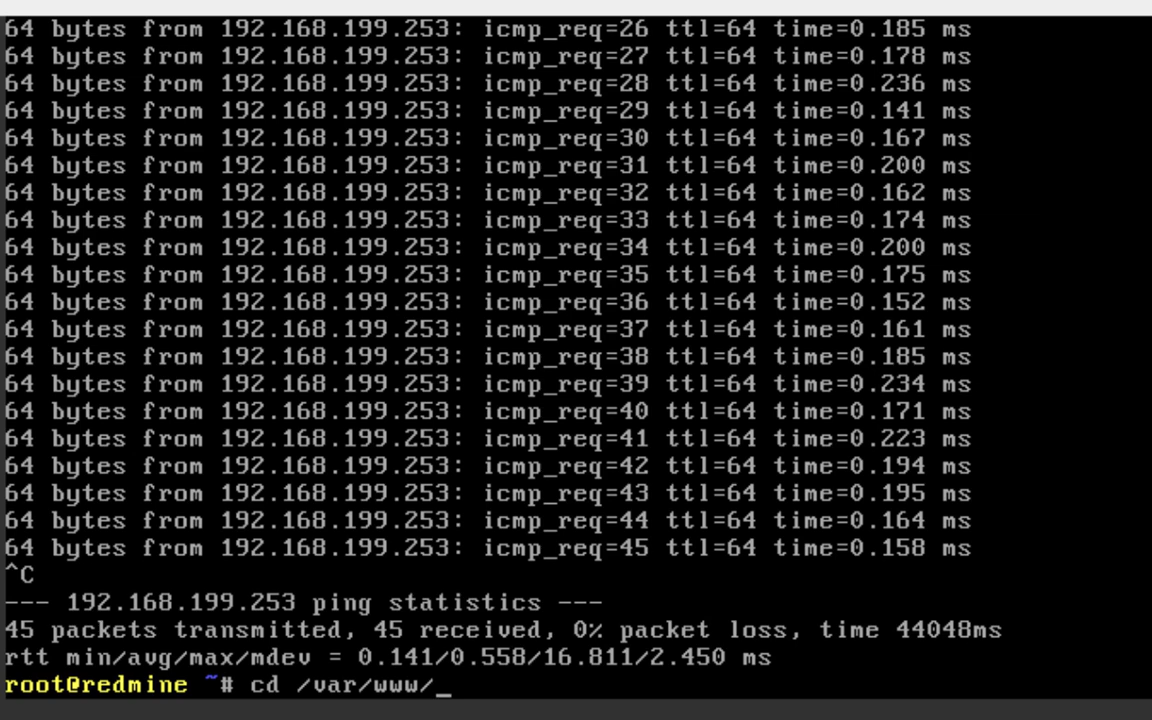 64 bytes from 192.168.199.253: icmp_req=26 ttl=64 time=0.185 ms
64 bytes from 192.168.199.253: icmp_req=27 ttl=64 time=0.178 ms
64 bytes from 192.168.199.253: icmp_req=28 ttl=64 time=0.236 ms
64 bytes from 192.168.199.253: icmp_req=29 ttl=64 time=0.141 ms
64 bytes from 192.168.199.253: icmp_req=30 ttl=64 time=0.167 ms
64 bytes from 192.168.199.253: icmp_req=31 ttl=64 time=0.200 ms
64 bytes from 192.168.199.253: icmp_req=32 ttl=64 time=0.162 ms
64 bytes from 192.168.199.253: icmp_req=33 ttl=64 time=0.174 ms
64 bytes from 192.168.199.253: icmp_req=34 ttl=64 time=0.200 ms
64 bytes from 192.168.199.253: icmp_req=35 ttl=64 time=0.175 ms
64 bytes from 192.168.199.253: icmp_req=36 ttl=64 time=0.152 ms
64 bytes from 192.168.199.253: icmp_req=37 ttl=64 time=0.161 ms
64 bytes from 192.168.199.253: icmp_req=38 ttl=64 time=0.185 ms
64 bytes from 192.168.199.253: icmp_req=39 ttl=64 time=0.234 ms
64 bytes from 192.168.199.253: icmp_req=40 ttl=64 time=0.171 ms
64 bytes from 192.168.199.253: icmp_req=41 ttl=64 time=0.223 ms
64 bytes from 192.168.199.253: icmp_req=42 ttl=64 time=0.194 ms
64 bytes from 192.168.199.253: icmp_req=43 ttl=64 time=0.195 ms
64 bytes from 192.168.199.253: icmp_req=44 ttl=64 time=0.164 ms
64 bytes from 192.168.199.253: icmp_req=45 ttl=64 time=0.158 ms
^C
--- 192.168.199.253 ping statistics ---
45 packets transmitted, 45 received, 0% packet loss, time 44048ms
rtt min/avg/max/mdev = 0.141/0.558/16.811/2.450 ms
root@redmine ~# cd /var/www/_